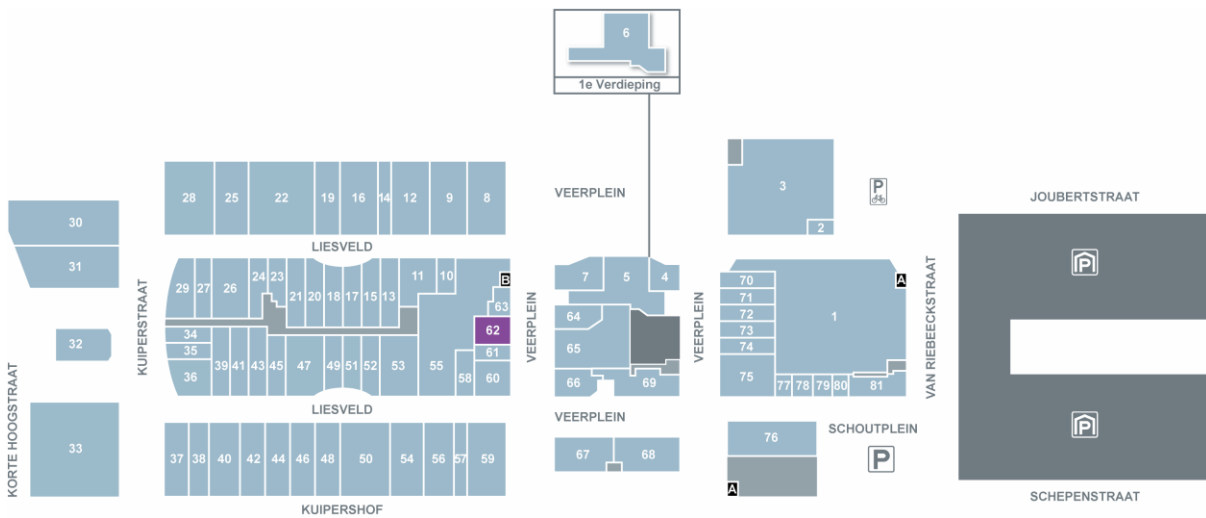 6
1e Verdieping
28 25 22 19 16 14 12 9 8
VEERPLEIN
3
P
2
JOUBERTSTRAAT
30
31
LIESVELD
29 27 26 24 23 21 20 18 17 15 13 11 10 B 63
7 5 4
70
71
72
73
74
75
1
A
P
KUIPERSTRAAT
32
34
35
36
39 41 43 45 47 49 51 52 53 55 58
62
61
60
VEERPLEIN
64
65
66
69
VEERPLEIN
77 78 79 80 81
VAN RIEBEECKSTRAAT
KORTE HOOGSTRAAT
33
LIESVELD
VEERPLEIN
37 38 40 42 44 46 48 50 54 56 57 59
67 68
76
A
SCHOUTPLEIN
P
P
KUIPERSHOF
SCHEPENSTRAAT